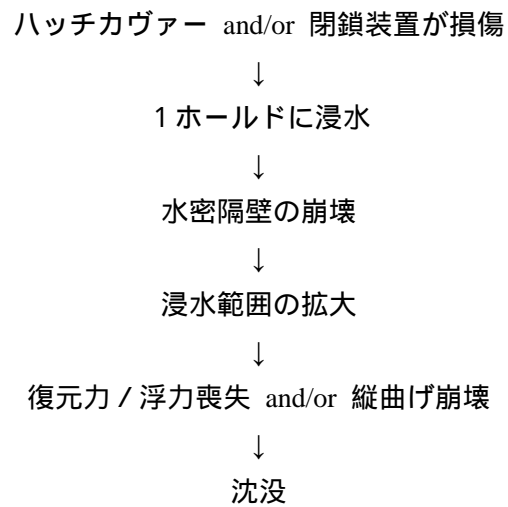 ハッチカヴァー and/or 閉鎖装置が損傷
↓
1ホールドに浸水
↓
水密隔壁の崩壊
↓
浸水範囲の拡大
↓
復元力／浮力喪失 and/or 縦曲げ崩壊
↓
沈没